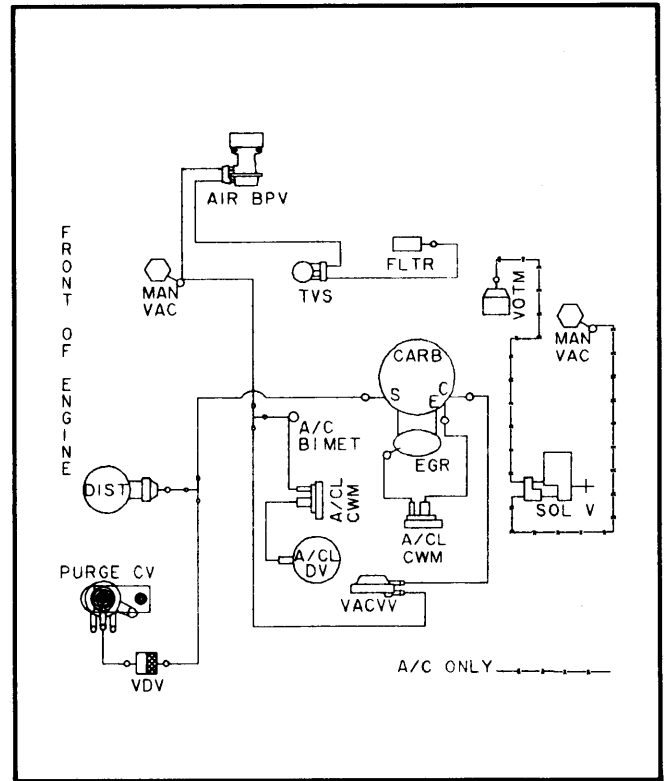 AIR BPV
FRONT OF ENGINE
MAN
VAC
TVS
FLTR
VOTM
MAN
VAC
CARB
S
C
E
EGR
A/C
BIMET
DIST
A/CL
CWM
A/CL
CWM
SOL V
A/CL
DV
PURGE CV
VACVV
VDV
A/C ONLY